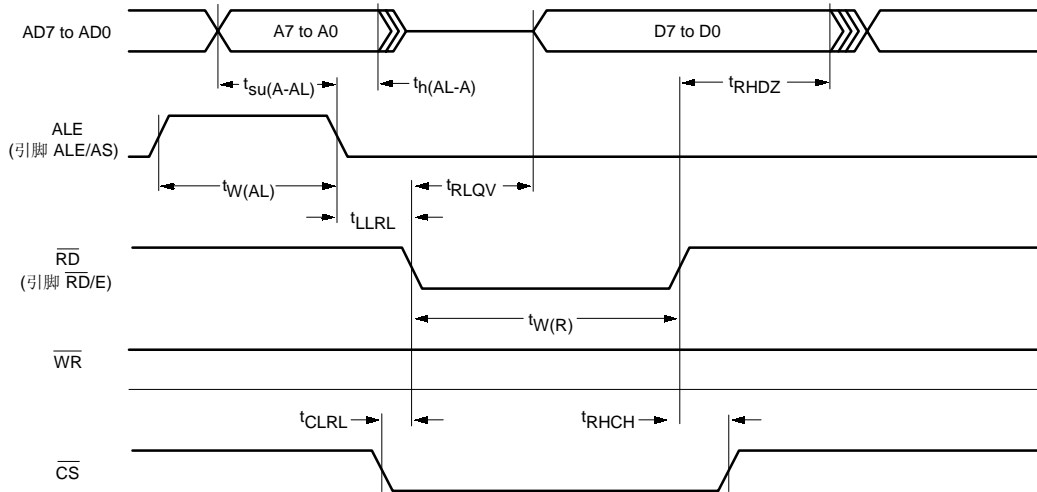 AD7 to AD0
A7 to A0
D7 to D0
tsu(A-AL)
th(AL-A)
tRHDZ
ALE
(引脚 ALE/AS)
tW(AL)
tRLQV
tLLRL
RD
(引脚 RD/E)
tW(R)
WR
tCLRL
tRHCH
CS